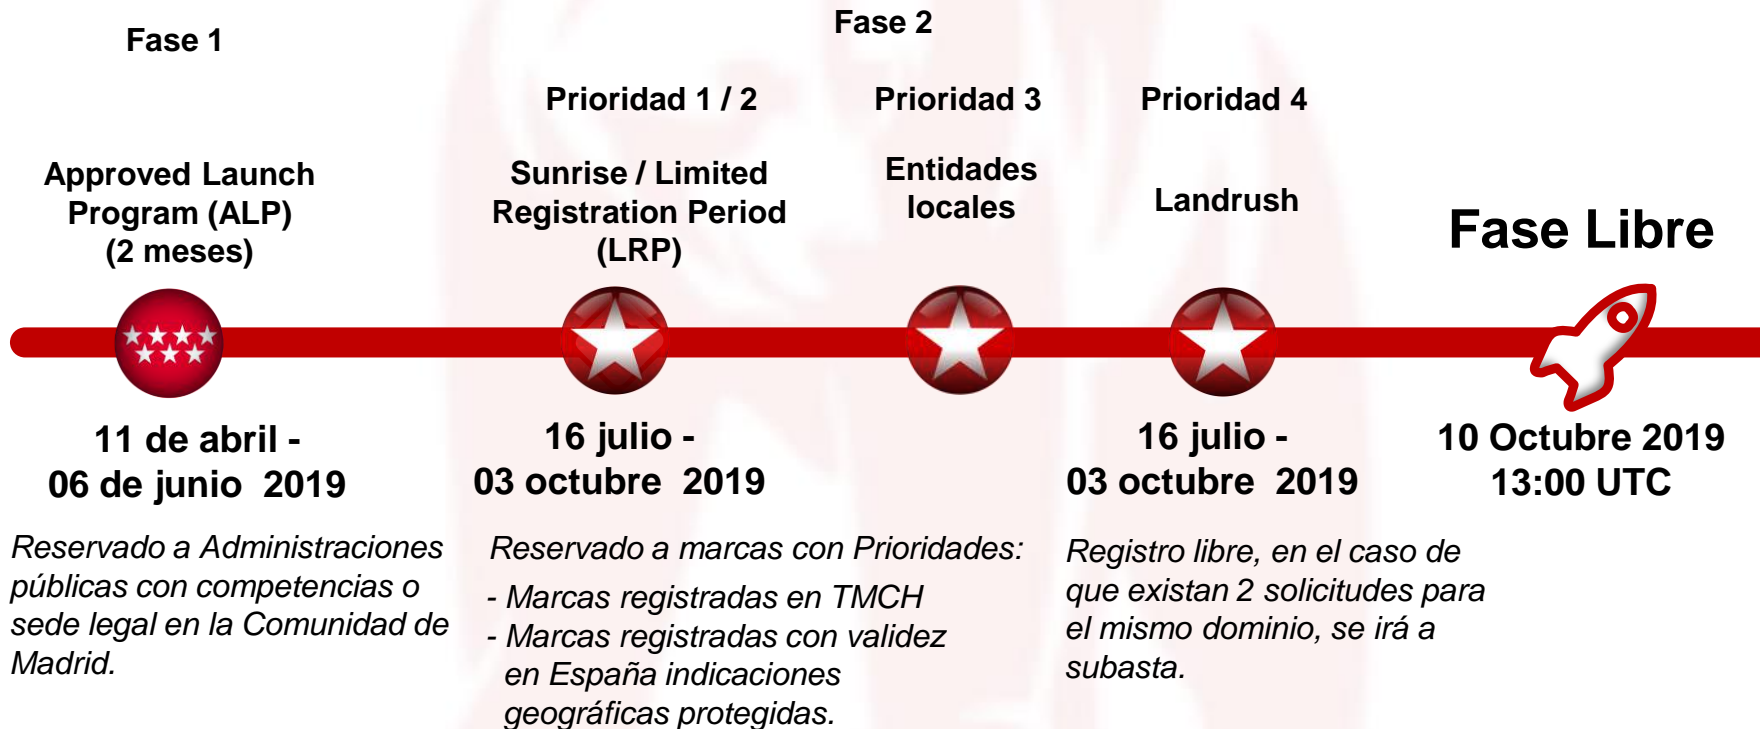 Fase 1
Fase 2
Prioridad 1 / 2
Prioridad 3
Prioridad 4
Approved Launch
Program (ALP)
(2 meses)
Sunrise / Limited
Registration Period
(LRP)
Entidades
locales
Landrush
Fase Libre
11 de abril -
06 de junio 2019
16 julio -
03 octubre 2019
16 julio -
03 octubre 2019
10 Octubre 2019
13:00 UTC
Reservado a Administraciones
públicas con competencias o
sede legal en la Comunidad de
Madrid.
Reservado a marcas con Prioridades:
- Marcas registradas en TMCH
- Marcas registradas con validez
en España indicaciones
geográficas protegidas.
Registro libre, en el caso de
que existan 2 solicitudes para
el mismo dominio, se irá a
subasta.